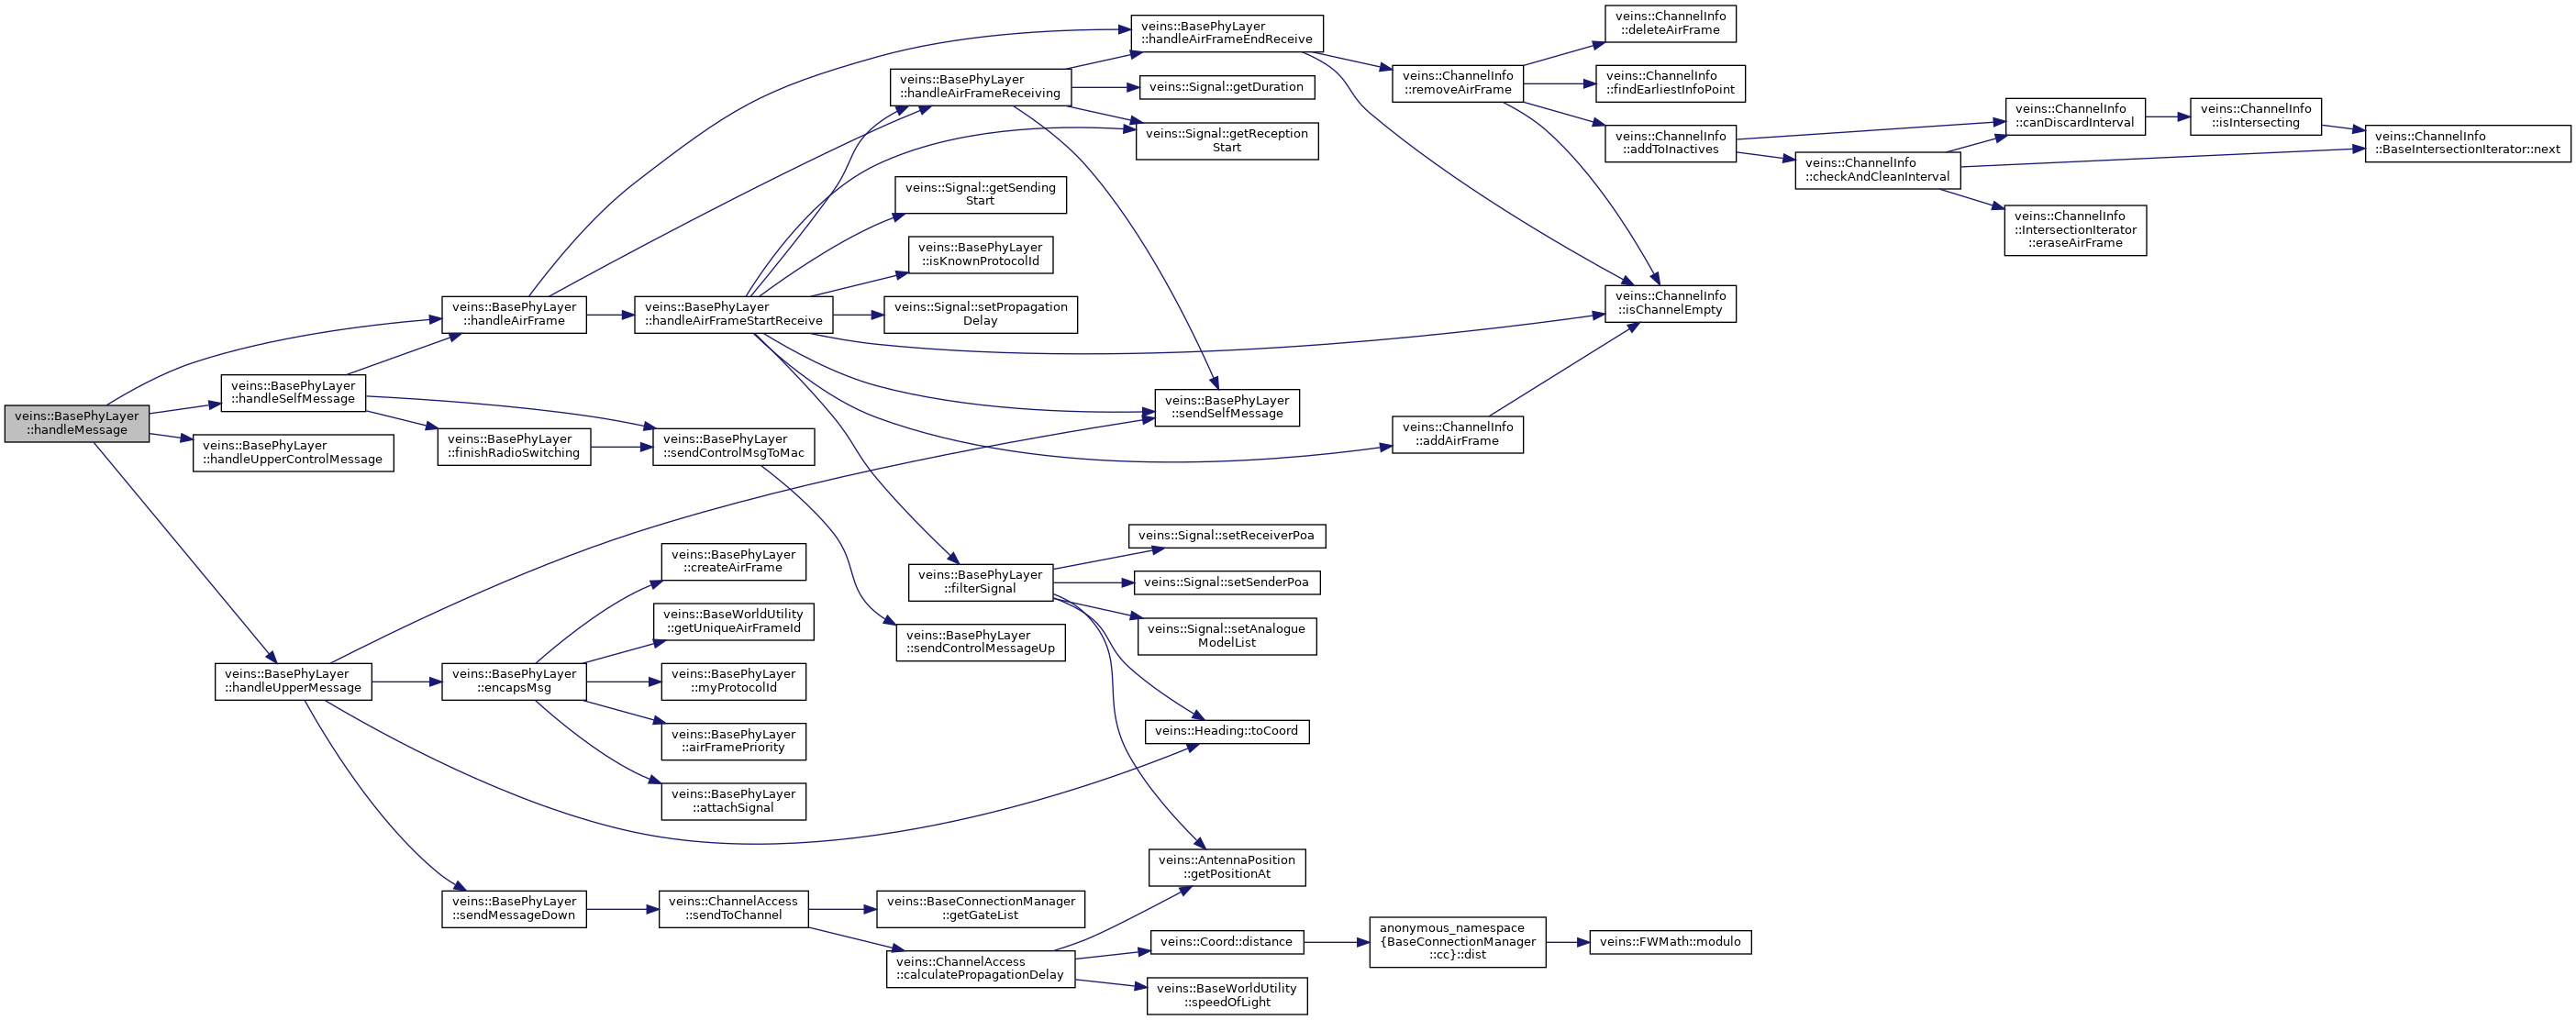 veins::BasePhyLayer
::handleMessage
veins::BasePhyLayer
::handleAirFrame
veins::BasePhyLayer
::handleSelfMessage
veins::BasePhyLayer
::handleUpperControlMessage
veins::BasePhyLayer
::handleUpperMessage
veins::BasePhyLayer
::handleAirFrameStartReceive
veins::BasePhyLayer
::finishRadioSwitching
veins::BasePhyLayer
::sendControlMsgToMac
veins::BasePhyLayer
::createAirFrame
veins::BaseWorldUtility
::getUniqueAirFrameId
veins::BasePhyLayer
::encapsMsg
veins::BasePhyLayer
::myProtocolId
veins::BasePhyLayer
::airFramePriority
veins::BasePhyLayer
::attachSignal
veins::BasePhyLayer
::sendMessageDown
veins::ChannelAccess
::sendToChannel
veins::BasePhyLayer
::handleAirFrameReceiving
veins::Signal::getSending
Start
veins::BasePhyLayer
::isKnownProtocolId
veins::Signal::setPropagation
Delay
veins::BasePhyLayer
::filterSignal
veins::BasePhyLayer
::sendControlMessageUp
veins::BaseConnectionManager
::getGateList
veins::ChannelAccess
::calculatePropagationDelay
veins::BasePhyLayer
::handleAirFrameEndReceive
veins::Signal::getDuration
veins::Signal::getReception
Start
veins::BasePhyLayer
::sendSelfMessage
veins::Signal::setReceiverPoa
veins::Signal::setSenderPoa
veins::Signal::setAnalogue
ModelList
veins::Heading::toCoord
veins::AntennaPosition
::getPositionAt
veins::Coord::distance
veins::BaseWorldUtility
::speedOfLight
veins::ChannelInfo
::removeAirFrame
veins::ChannelInfo
::addAirFrame
anonymous_namespace
{BaseConnectionManager
.cc}::dist
veins::ChannelInfo
::deleteAirFrame
veins::ChannelInfo
::findEarliestInfoPoint
veins::ChannelInfo
::addToInactives
veins::ChannelInfo
::isChannelEmpty
veins::FWMath::modulo
veins::ChannelInfo
::checkAndCleanInterval
veins::ChannelInfo
::canDiscardInterval
veins::ChannelInfo
::IntersectionIterator
::eraseAirFrame
veins::ChannelInfo
::isIntersecting
veins::ChannelInfo
::BaseIntersectionIterator::next